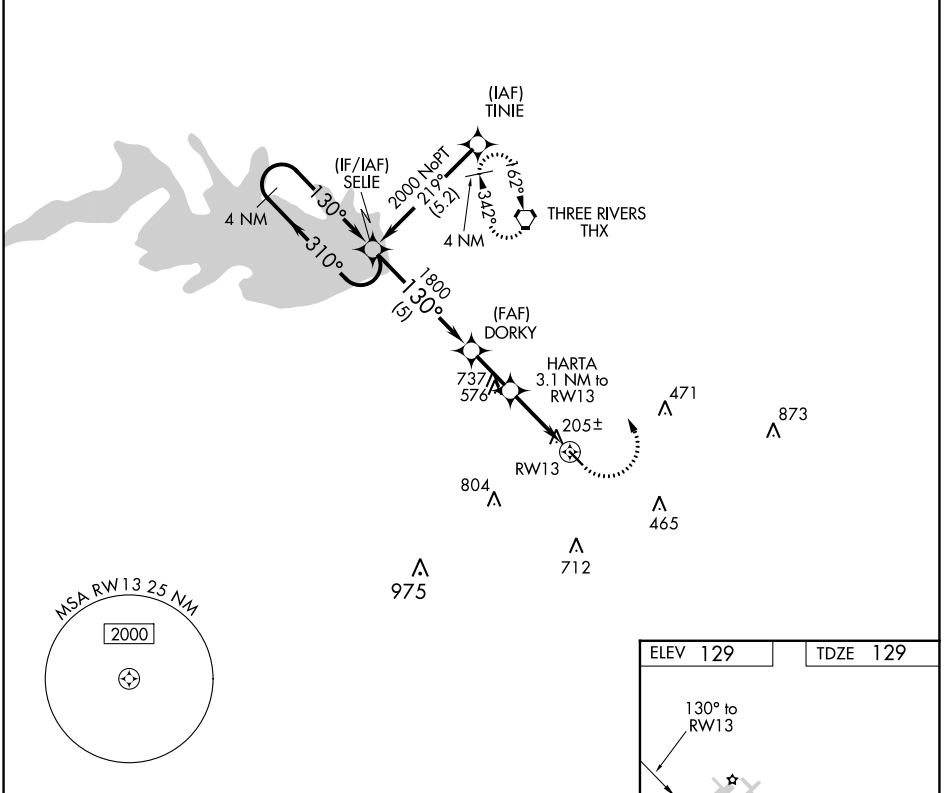 (IAF)
TINIE
(IF/IAF)
SELIE
2000 NoPT
219°
(5.2)
162°
342°
4 NM
THREE RIVERS
THX
130°
4 NM
310°
1800
130°
(5)
(FAF)
DORKY
HARTA
3.1 NM to
RW13
737
576
471
873
205±
RW13
804
465
712
975
MSA RW13 25 NM
2000
ELEV 129
TDZE 129
130° to
RW13